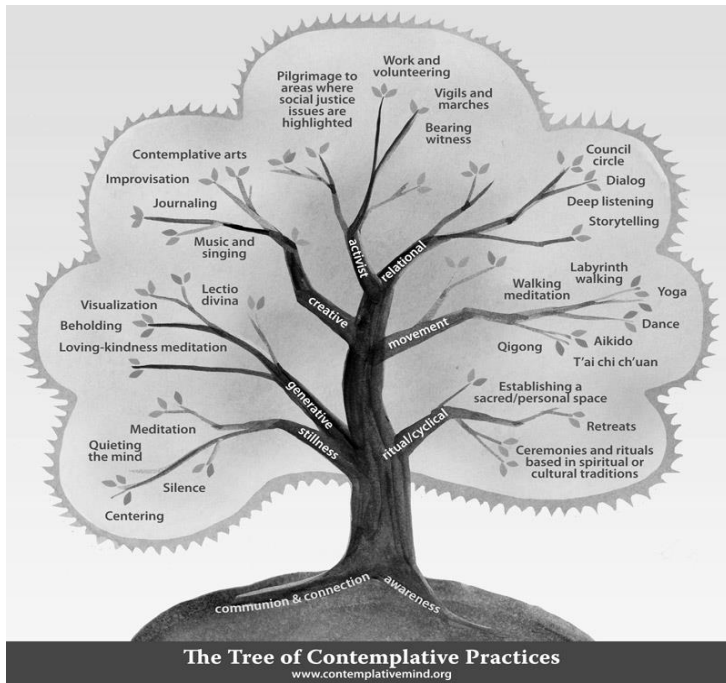 Work and
volunteering
Pilgrimage to
areas where
social justice
issues are
highlighted
Vigils and
marches
Bearing
witness
Contemplative arts
Improvisation
Journaling
Music and
singing
Council
circle
Dialog
Deep listening
Storytelling
activist
relational
creative
movement
Labyrinth
walking
Walking
meditation
Yoga
Dance
Aikido
Qigong
T'ai chi ch'uan
Lectio
divina
Visualization
Beholding
Loving-kindness meditation
generative
stillness
ritual/cyclical
Establishing a
sacred/personal space
Retreats
Ceremonies and rituals
based in spiritual or
cultural traditions
Meditation
Quieting
the mind
Silence
Centering
communion & connection
awareness
The Tree of Contemplative Practices
www.contemplativemind.org